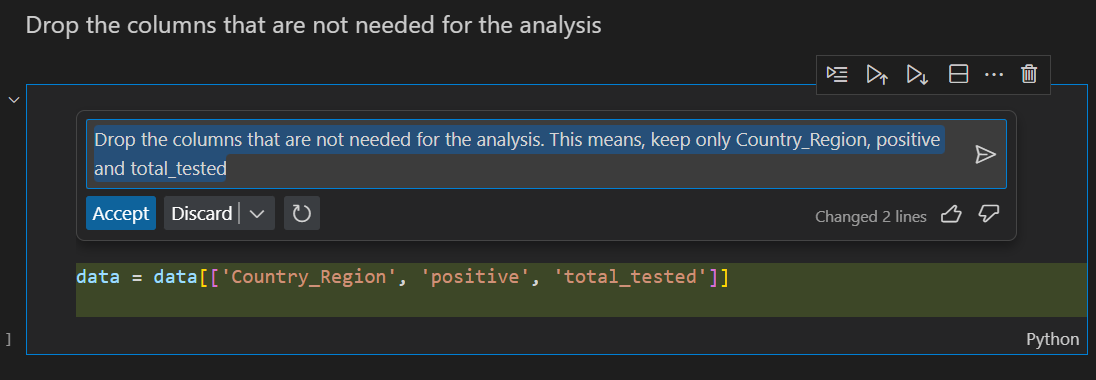 Drop the columns that are not needed for the analysis
Drop the columns that are not needed for the analysis. This means, keep only Country_Region, positive
and total_tested
Accept
Discard
Changed 2 lines
data = data[['Country_Region', 'positive', 'total_tested']]
]
Python